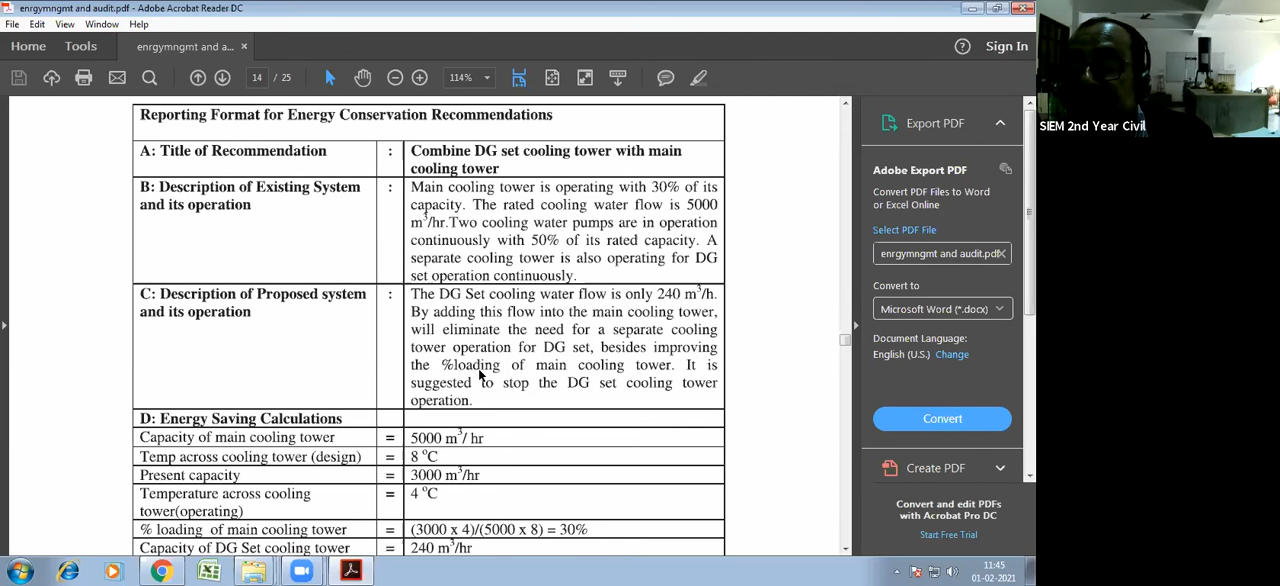 enrgymngmt and audit.pdf - Adobe Acrobat Reader DC
File Edit View Window Help
Home Tools enrgymngmt and a... × Sign In
14 / 25 114%
Reporting Format for Energy Conservation Recommendations
A: Title of Recommendation : Combine DG set cooling tower with main
cooling tower
B: Description of Existing System : Main cooling tower is operating with 30% of its
and its operation capacity. The rated cooling water flow is 5000
m3/hr.Two cooling water pumps are in operation
continuously with 50% of its rated capacity. A
separate cooling tower is also operating for DG
set operation continuously.
C: Description of Proposed system : The DG Set cooling water flow is only 240 m3/h.
and its operation By adding this flow into the main cooling tower,
will eliminate the need for a separate cooling
tower operation for DG set, besides improving
the %loading of main cooling tower. It is
suggested to stop the DG set cooling tower
operation.
D: Energy Saving Calculations
Capacity of main cooling tower = 5000 m3/ hr
Temp across cooling tower (design) = 8 oC
Present capacity = 3000 m3/hr
Temperature across cooling = 4 oC
tower(operating)
% loading of main cooling tower = (3000 x 4)/(5000 x 8) = 30%
Capacity of DG Set cooling tower = 240 m3/hr
Export PDF
Adobe Export PDF
Convert PDF Files to Word
or Excel Online
Select PDF File
enrgymngmt and audit.pdf ×
Convert to
Microsoft Word (*.docx)
Document Language:
English (U.S.) Change
Convert
Create PDF
Convert and edit PDFs
with Acrobat Pro DC
Start Free Trial
SIEM 2nd Year Civil
11:45
01-02-2021